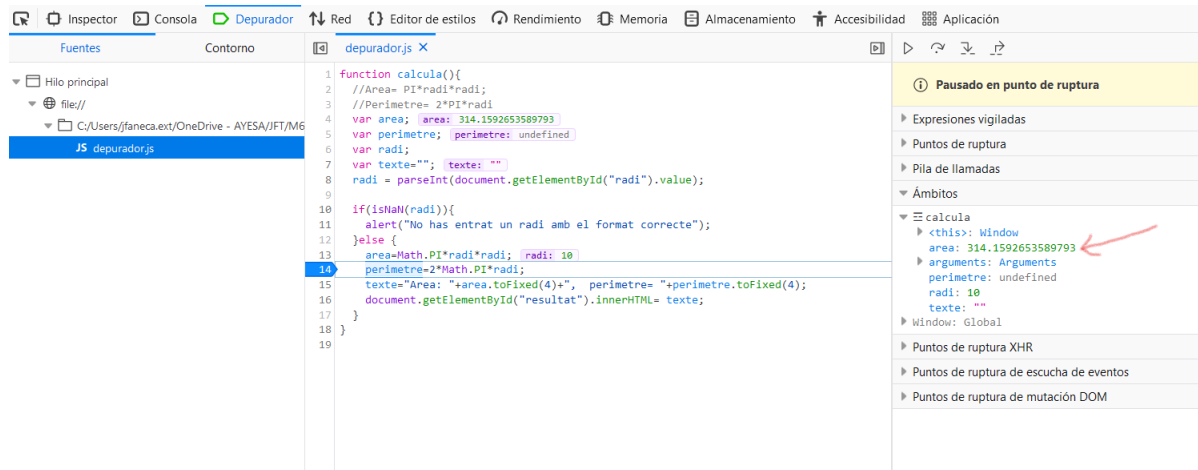 Inspector Consola Depurador Red Editor de estilos Rendimiento Memoria Almacenamiento Accesibilidad Aplicación
Fuentes Contorno
Hilo principal
file://
C:/Users/jfaneca.ext/OneDrive - AYESA/JFT/M6
JS depurador.js
depurador.js
1 function calcula(){
2 //Area= PI*radi*radi;
3 //Perimetre= 2*PI*radi
4 var area; area: 314.1592653589793
5 var perimetre; perimetre: undefined
6 var radi;
7 var texte=""; texte: ""
8 radi = parseInt(document.getElementById("radi").value);
9
10 if(isNaN(radi)){
11 alert("No has entrat un radi amb el format correcte");
12 }else {
13 area=Math.PI*radi*radi; radi: 10
14 perimetre=2*Math.PI*radi;
15 texte="Area: "+area.toFixed(4)+", perimetre= "+perimetre.toFixed(4);
16 document.getElementById("resultat").innerHTML= texte;
17 }
18 }
19
Pausado en punto de ruptura
Expresiones vigiladas
Puntos de ruptura
Pila de llamadas
Ámbitos
calcula
<this>: Window
area: 314.1592653589793
arguments: Arguments
perimetre: undefined
radi: 10
texte: ""
Window: Global
Puntos de ruptura XHR
Puntos de ruptura de escucha de eventos
Puntos de ruptura de mutación DOM